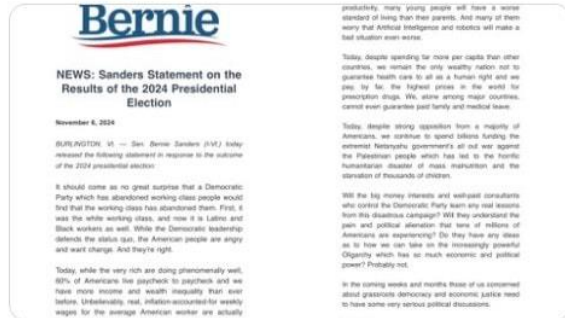 Bernie
NEWS: Sanders Statement on the
Results of the 2024 Presidential
Election
November 6, 2024
BURLINGTON, Vt. — Sen. Bernie Sanders (I-Vt.) today
released the following statement in response to the outcome
of the 2024 presidential election:
It should come as no great surprise that a Democratic
Party which has abandoned working class people would
find that the working class has abandoned them. First, it
was the white working class, and now it is Latino and
Black workers as well. While the Democratic leadership
defends the status quo, the American people are angry
and want change. And they're right.
Today, while the very rich are doing phenomenally well,
60% of Americans live paycheck to paycheck and we
have more income and wealth inequality than ever
before. Unbelievably, real, inflation-accounted-for weekly
wages for the average American worker are actually
productivity, many young people will have a worse
standard of living than their parents. And many of them
worry that Artificial Intelligence and robotics will make a
bad situation even worse.
Today, despite spending far more per capita than other
countries, we remain the only wealthy nation not to
guarantee health care to all as a human right and we
pay, by far, the highest prices in the world for
prescription drugs. We, alone among major countries,
cannot even guarantee paid family and medical leave.
Today, despite strong opposition from a majority of
Americans, we continue to spend billions funding the
extremist Netanyahu government's all out war against
the Palestinian people which has led to the horrific
humanitarian disaster of mass malnutrition and the
starvation of thousands of children.
Will the big money interests and well-paid consultants
who control the Democratic Party learn any real lessons
from this disastrous campaign? Will they understand the
pain and political alienation that tens of millions of
Americans are experiencing? Do they have any ideas
as to how we can take on the increasingly powerful
Oligarchy which has so much economic and political
power? Probably not.
In the coming weeks and months those of us concerned
about grassroots democracy and economic justice need
to have some very serious political discussions.